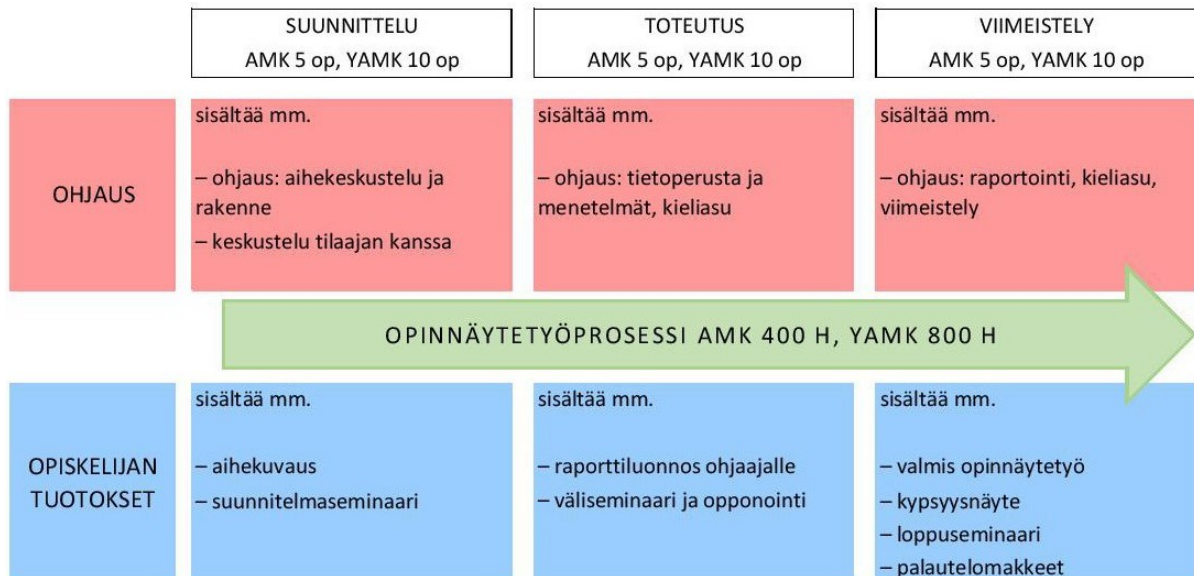 SUUNNITTELU
AMK 5 op, YAMK 10 op
TOTEUTUS
AMK 5 op, YAMK 10 op
VIIMEISTELY
AMK 5 op, YAMK 10 op
OHJAUS
sisältää mm.
– ohjaus: aihekeskustelu ja
rakenne
– keskustelu tilaajan kanssa
sisältää mm.
– ohjaus: tietoperusta ja
menetelmät, kieliasu
sisältää mm.
– ohjaus: raportointi, kieliasu,
viimeistely
OPINNÄYTETYÖPROSESSI AMK 400 H, YAMK 800 H
OPISKELIJAN
TUOTOKSET
sisältää mm.
– aihekuvaus
– suunnitelmaseminaari
sisältää mm.
– raporttiluonnos ohjaajalle
– väliseminaari ja opponointi
sisältää mm.
– valmis opinnäytetyö
– kypsyysnäyte
– loppuseminaari
– palautelomakkeet